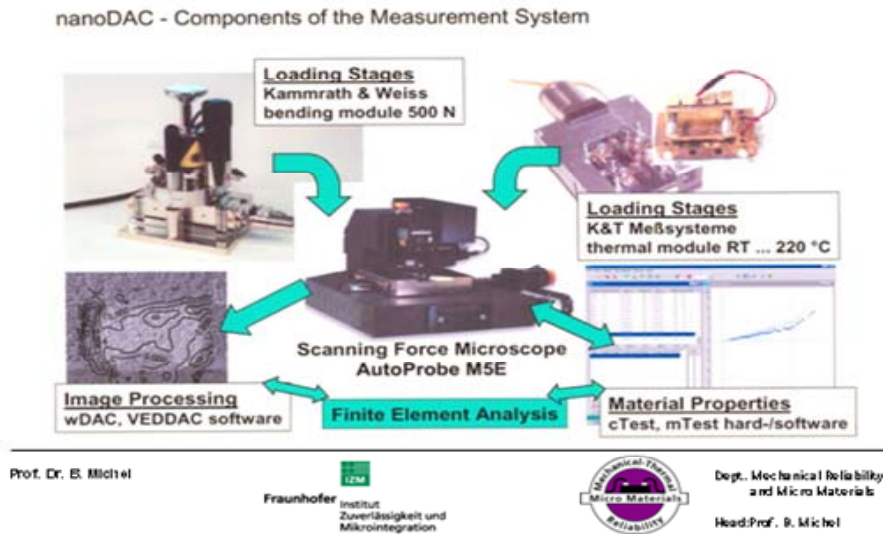 nanoDAC - Components of the Measurement System
Loading Stages
Kammrath & Weiss
bending module 500 N
Loading Stages
K&T Meßsysteme
thermal module RT ... 220 °C
Scanning Force Microscope
AutoProbe M5E
Image Processing
wDAC, VEDDAC software
Finite Element Analysis
Material Properties
cTest, mTest hard-/software
Prof. Dr. B. Michel
IZM
Fraunhofer Institut
Zuverlässigkeit und
Mikrointegration
Mechanical-Thermal
Micro Materials
Reliability
Dept. Mechanical Reliability
and Micro Materials
Head:Prof. B. Michel